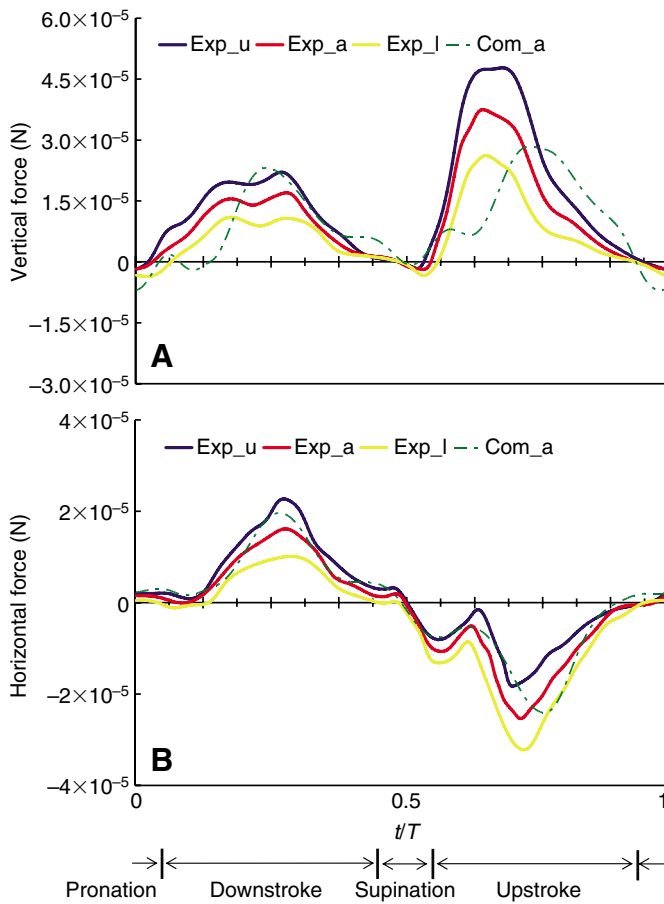 6.0×10⁻⁵
Exp_u Exp_a Exp_l Com_a
4.5×10⁻⁵
3.0×10⁻⁵
1.5×10⁻⁵
0
−1.5×10⁻⁵
−3.0×10⁻⁵
Vertical force (N)
A
4×10⁻⁵
Exp_u Exp_a Exp_l Com_a
2×10⁻⁵
0
−2×10⁻⁵
−4×10⁻⁵
Horizontal force (N)
B
0 0.5 1
t/T
Pronation Downstroke Supination Upstroke